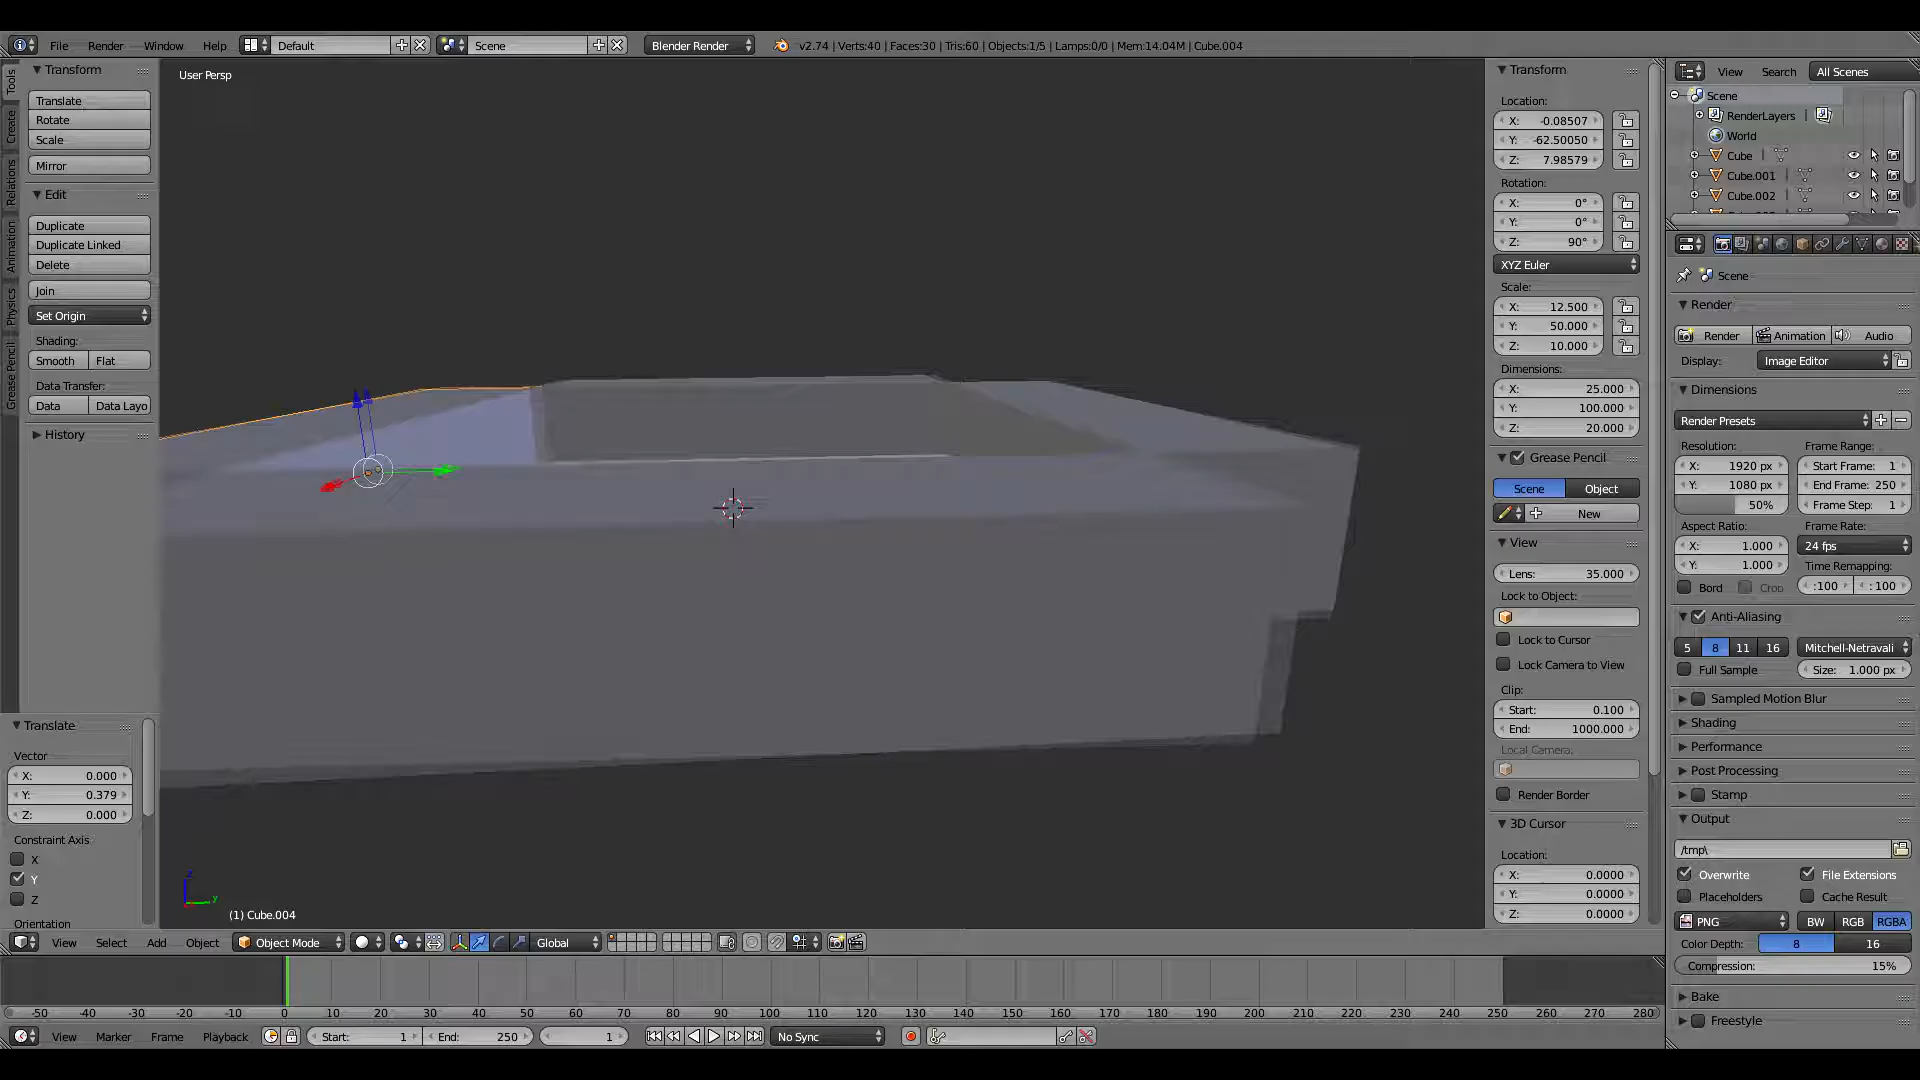 File Render Window Help Default Scene Blender Render v2.74 | Verts:40 | Faces:30 | Tris:60 | Objects:1/5 | Lamps:0/0 | Mem:14.04M | Cube.004
User Persp
Tools
Create
Relations
Animation
Physics
Grease Pencil
Transform
Translate
Rotate
Scale
Mirror
Edit
Duplicate
Duplicate Linked
Delete
Join
Set Origin
Shading:
Smooth Flat
Data Transfer:
Data Data Layo
History
Translate
Vector
X: 0.000
Y: 0.379
Z: 0.000
Constraint Axis
X
Y
Z
Orientation
z
y
(1) Cube.004
Transform
Location:
X: -0.08507
Y: -62.50050
Z: 7.98579
Rotation:
X: 0°
Y: 0°
Z: 90°
XYZ Euler
Scale:
X: 12.500
Y: 50.000
Z: 10.000
Dimensions:
X: 25.000
Y: 100.000
Z: 20.000
Grease Pencil
Scene Object
New
View
Lens: 35.000
Lock to Object:
Lock to Cursor
Lock Camera to View
Clip:
Start: 0.100
End: 1000.000
Local Camera:
Render Border
3D Cursor
Location:
X: 0.0000
Y: 0.0000
Z: 0.0000
View Search All Scenes
Scene
RenderLayers |
World
Cube |
Cube.001
Cube.002
Scene
Render
Render Animation Audio
Display: Image Editor
Dimensions
Render Presets
Resolution: Frame Range:
X: 1920 px Start Frame: 1
Y: 1080 px End Frame: 250
50% Frame Step: 1
Aspect Ratio: Frame Rate:
X: 1.000 24 fps
Y: 1.000 Time Remapping:
Bord Crop :100 :100
Anti-Aliasing
5 8 11 16 Mitchell-Netravali
Full Sample Size: 1.000 px
Sampled Motion Blur
Shading
Performance
Post Processing
Stamp
Output
/tmp\
Overwrite File Extensions
Placeholders Cache Result
PNG BW RGB RGBA
Color Depth: 8 16
Compression: 15%
Bake
Freestyle
View Select Add Object Object Mode Global
-50 -40 -30 -20 -10 0 10 20 30 40 50 60 70 80 90 100 110 120 130 140 150 160 170 180 190 200 210 220 230 240 250 260 270 280
View Marker Frame Playback Start: 1 End: 250 1 No Sync